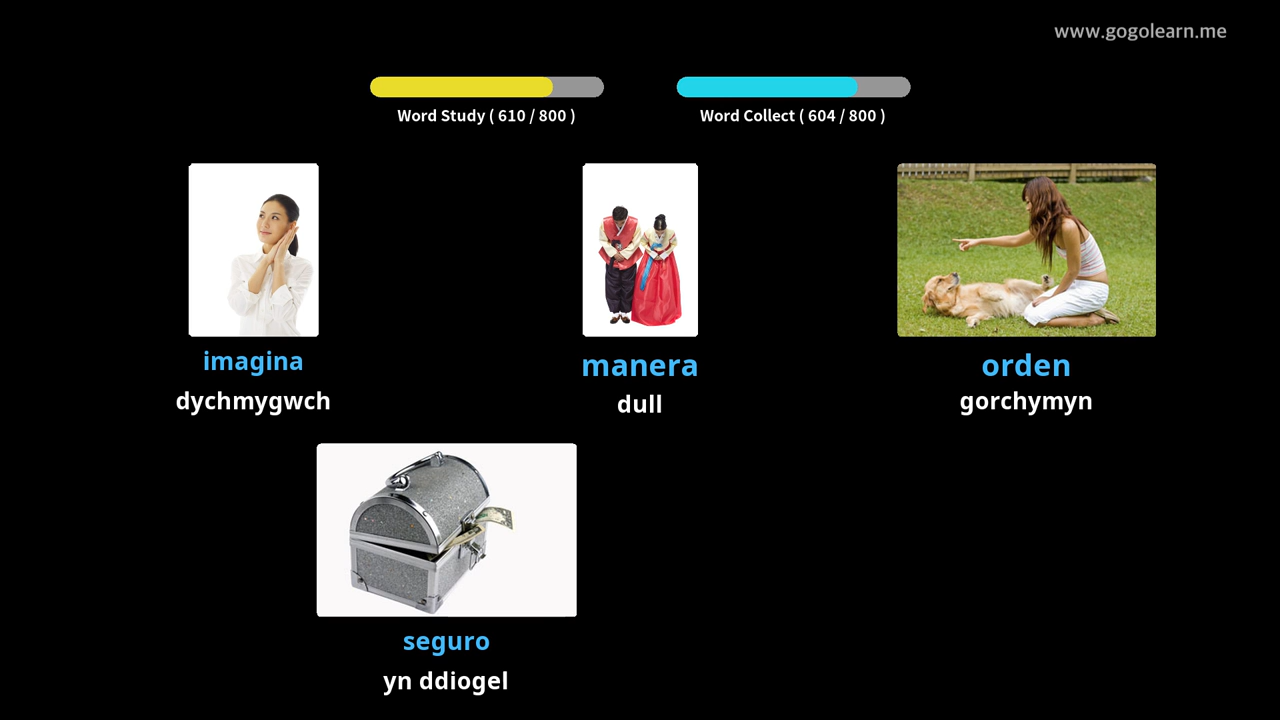 www.gogolearn.me
Word Study ( 610 / 800 )
Word Collect ( 604 / 800 )
imagina
dychmygwch
manera
dull
orden
gorchymyn
seguro
yn ddiogel